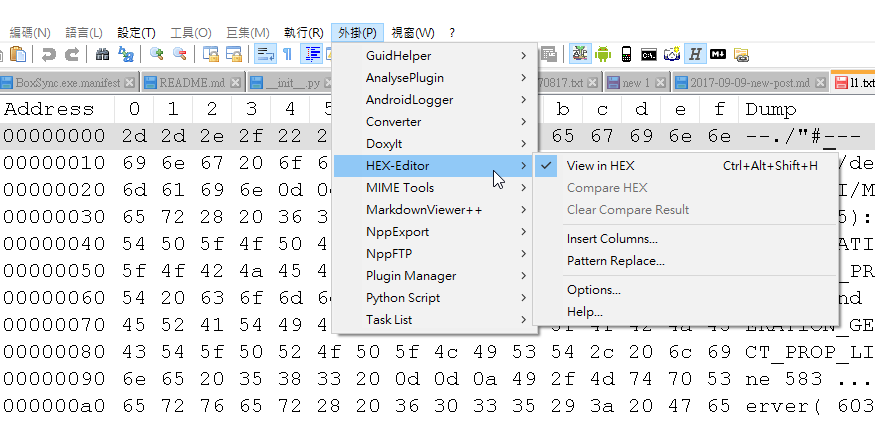 編碼(N) 語言(L) 設定(T) 工具(O) 巨集(M) 執行(R) 外掛(P) 視窗(W) ?
BoxSync.exe.manifest README.md __init__.py 70817.txt new 1 2017-09-09-new-post.md l1.txt
Address 0 1 2 3 4 5 b c d e f Dump
00000000 2d 2d 2e 2f 22 2 65 67 69 6e 6e --./"#_---
00000010 69 6e 67 20 6f 6 /de
00000020 6d 61 69 6e 0d 0 I/M
00000030 65 72 28 20 36 3 5):
00000040 54 50 5f 4f 50 4 ATI
00000050 5f 4f 42 4a 45 4 _PR
00000060 54 20 63 6f 6d 6 nd
00000070 45 52 41 54 49 4 5f 4f 42 4a 45 ERATION_GE
00000080 43 54 5f 50 52 4f 50 5f 4c 49 53 54 2c 20 6c 69 CT_PROP_LI
00000090 6e 65 20 35 38 33 20 0d 0d 0a 49 2f 4d 74 70 53 ne 583 ...
000000a0 65 72 76 65 72 28 20 36 30 33 35 29 3a 20 47 65 erver( 603
GuidHelper
AnalysePlugin
AndroidLogger
Converter
DoxyIt
HEX-Editor
MIME Tools
MarkdownViewer++
NppExport
NppFTP
Plugin Manager
Python Script
Task List
View in HEX Ctrl+Alt+Shift+H
Compare HEX
Clear Compare Result
Insert Columns...
Pattern Replace...
Options...
Help...